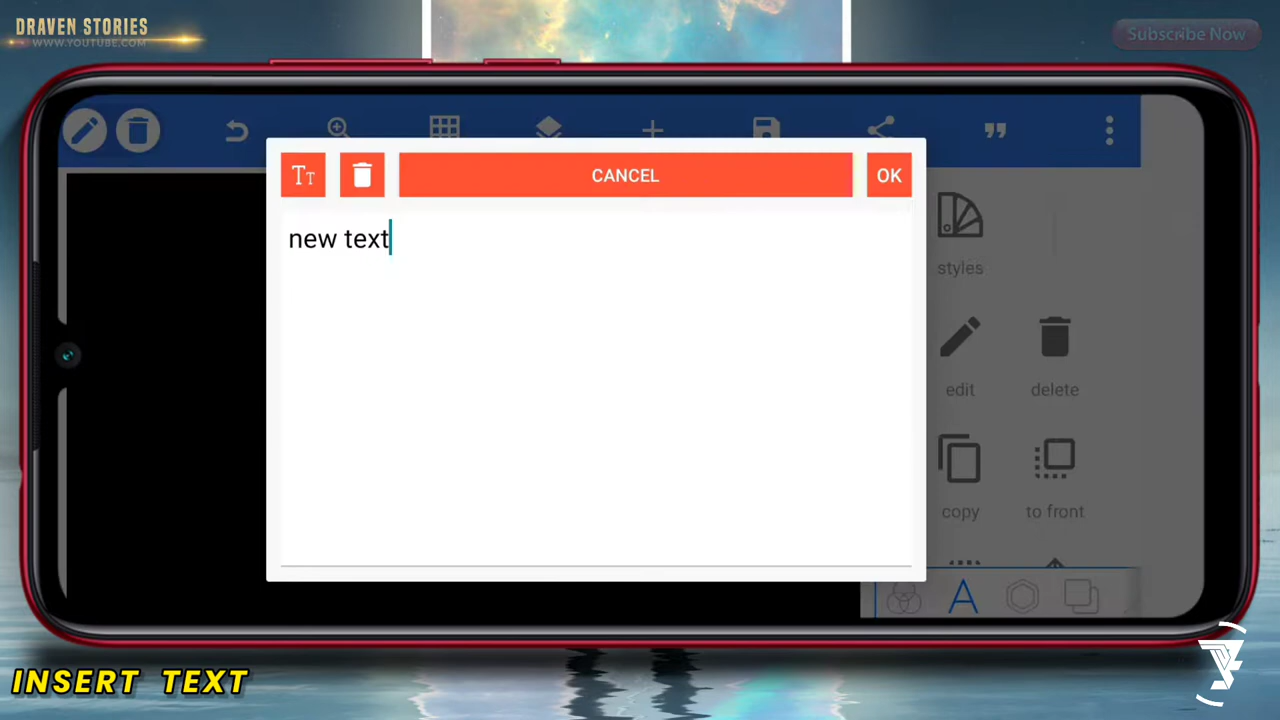 DRAVEN STORIES
WWW.YOUTUBE.COM
Subscribe Now
Tт
CANCEL
OK
new text
styles
edit
delete
copy
to front
A
INSERT TEXT